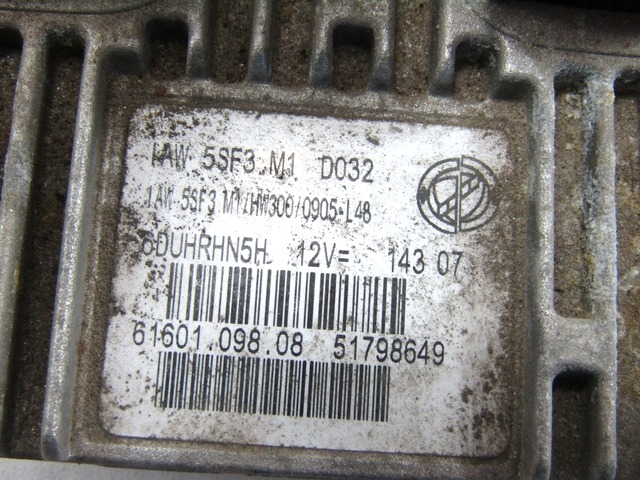 IAW 5SF3.M1 D032
IAW 5SF3 M1/HW300/0905-L48
6DUHRHN5H 12V= 143 07
61601.098.08 51798649